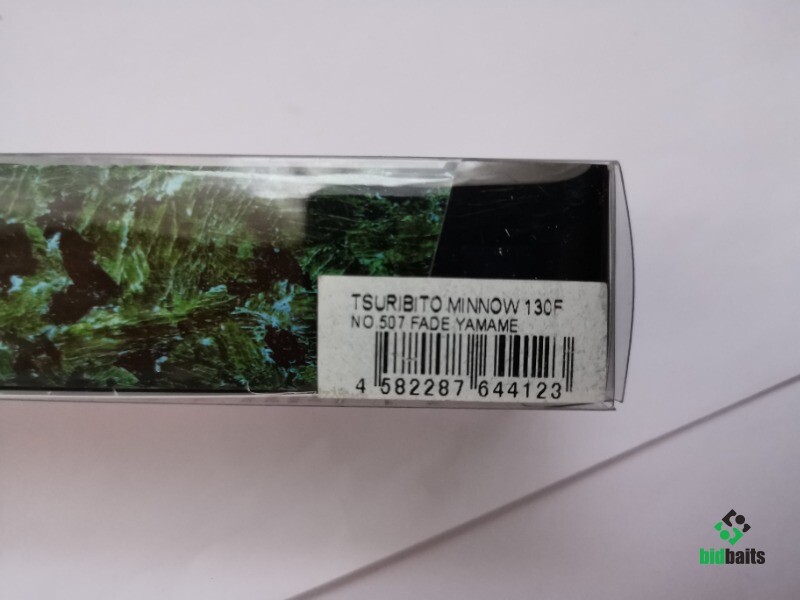 TSURIBITO MINNOW 130F
NO.507 FADE YAMAME
4 582287 644123
bidbaits